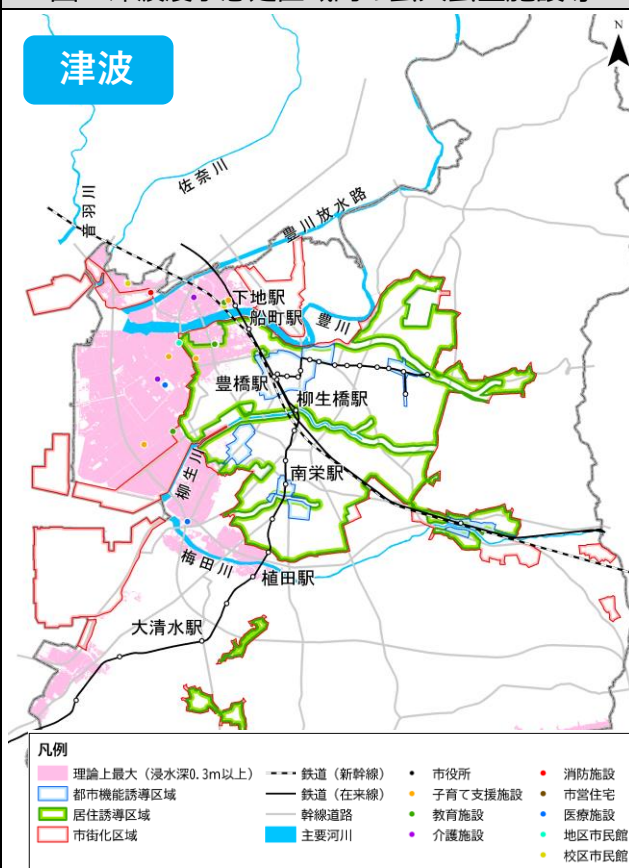 津波
N
佐奈川
音羽川
豊川放水路
下地駅
船町駅
豊川
豊橋駅
柳生橋駅
柳生川
南栄駅
梅田川
植田駅
大清水駅
凡例
理論上最大(浸水深0.3m以上)
都市機能誘導区域
居住誘導区域
市街化区域
鉄道(新幹線)
鉄道(在来線)
幹線道路
主要河川
市役所
子育て支援施設
教育施設
介護施設
消防施設
市営住宅
医療施設
地区市民館
校区市民館